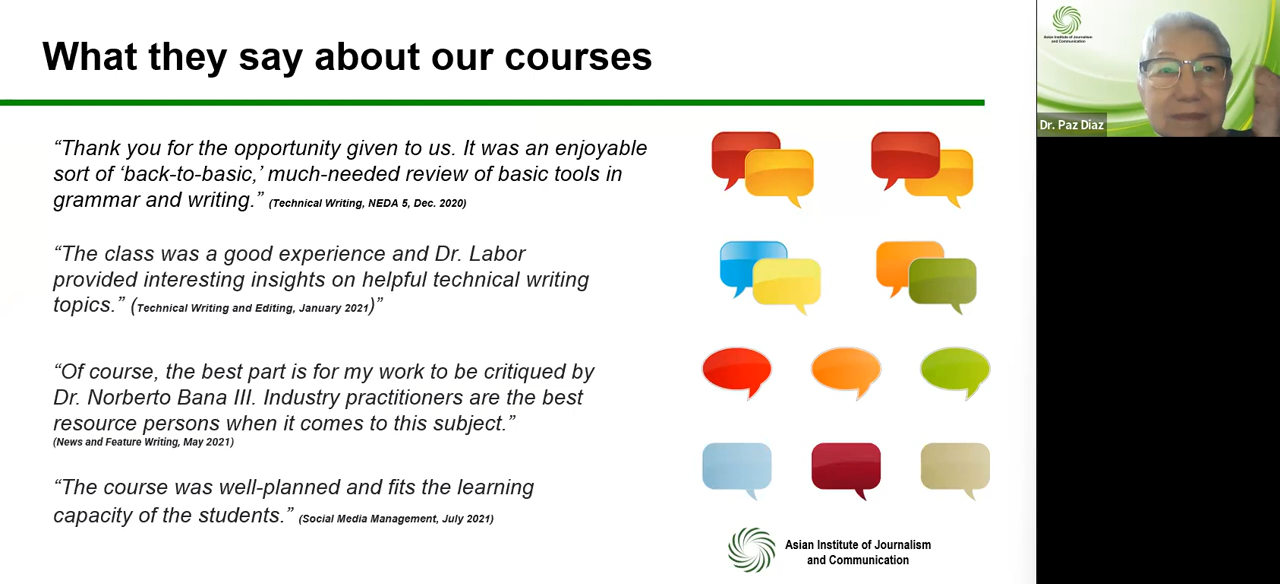 What they say about our courses
“Thank you for the opportunity given to us. It was an enjoyable
sort of ‘back-to-basic,’ much-needed review of basic tools in
grammar and writing.” (Technical Writing, NEDA 5, Dec. 2020)
“The class was a good experience and Dr. Labor
provided interesting insights on helpful technical writing
topics.” (Technical Writing and Editing, January 2021)”
“Of course, the best part is for my work to be critiqued by
Dr. Norberto Bana III. Industry practitioners are the best
resource persons when it comes to this subject.”
(News and Feature Writing, May 2021)
“The course was well-planned and fits the learning
capacity of the students.” (Social Media Management, July 2021)
Asian Institute of Journalism
and Communication
Asian Institute of Journalism
and Communication
Dr. Paz Diaz